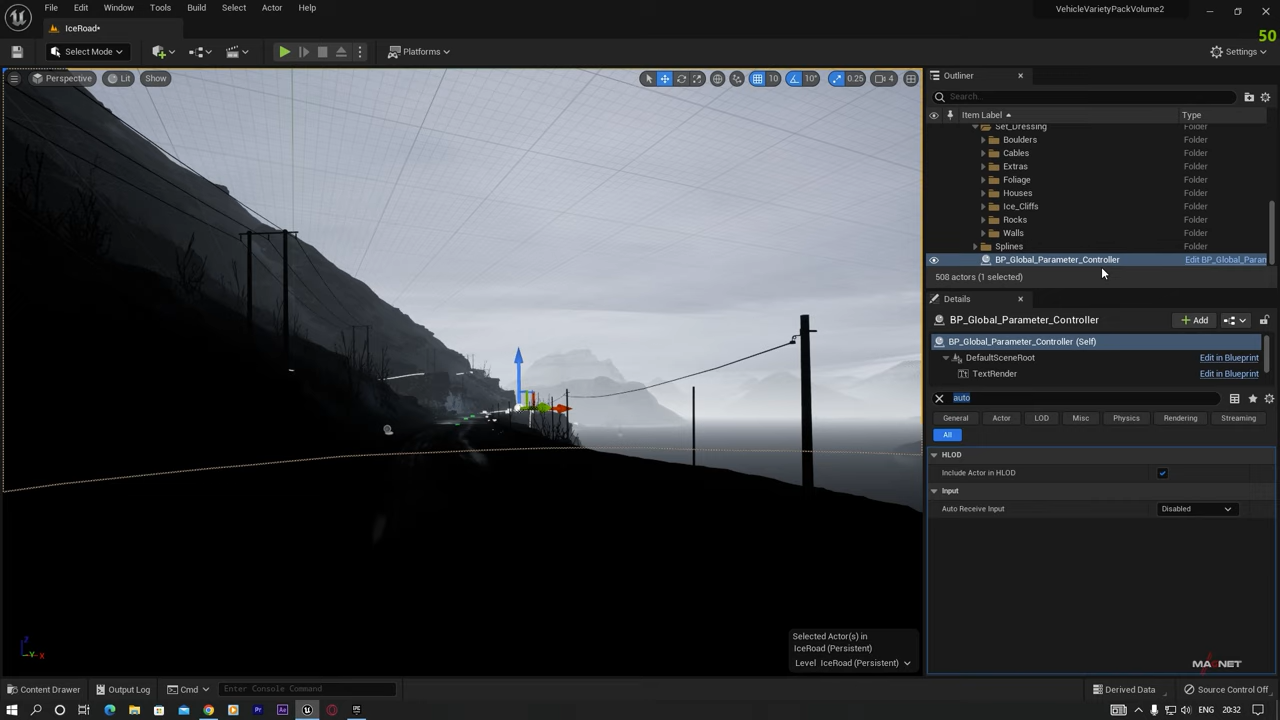 File Edit Window Tools Build Select Actor Help
VehicleVarietyPackVolume2
IceRoad*
50
Select Mode
Platforms
Settings
Perspective Lit Show
10 10° 0.25 4
Outliner
Search...
Item Label Type
Set_Dressing Folder
Boulders Folder
Cables Folder
Extras Folder
Foliage Folder
Houses Folder
Ice_Cliffs Folder
Rocks Folder
Walls Folder
Splines Folder
BP_Global_Parameter_Controller Edit BP_Global_Param
508 actors (1 selected)
Details
BP_Global_Parameter_Controller
Add
BP_Global_Parameter_Controller (Self)
DefaultSceneRoot Edit in Blueprint
TextRender Edit in Blueprint
auto
General Actor LOD Misc Physics Rendering Streaming
All
HLOD
Include Actor in HLOD
Input
Auto Receive Input Disabled
Selected Actor(s) in
IceRoad (Persistent)
Level IceRoad (Persistent)
Z
Y
X
MAGNET
Content Drawer Output Log Cmd Enter Console Command
Derived Data Source Control Off
Pr Ae ENG 20:32